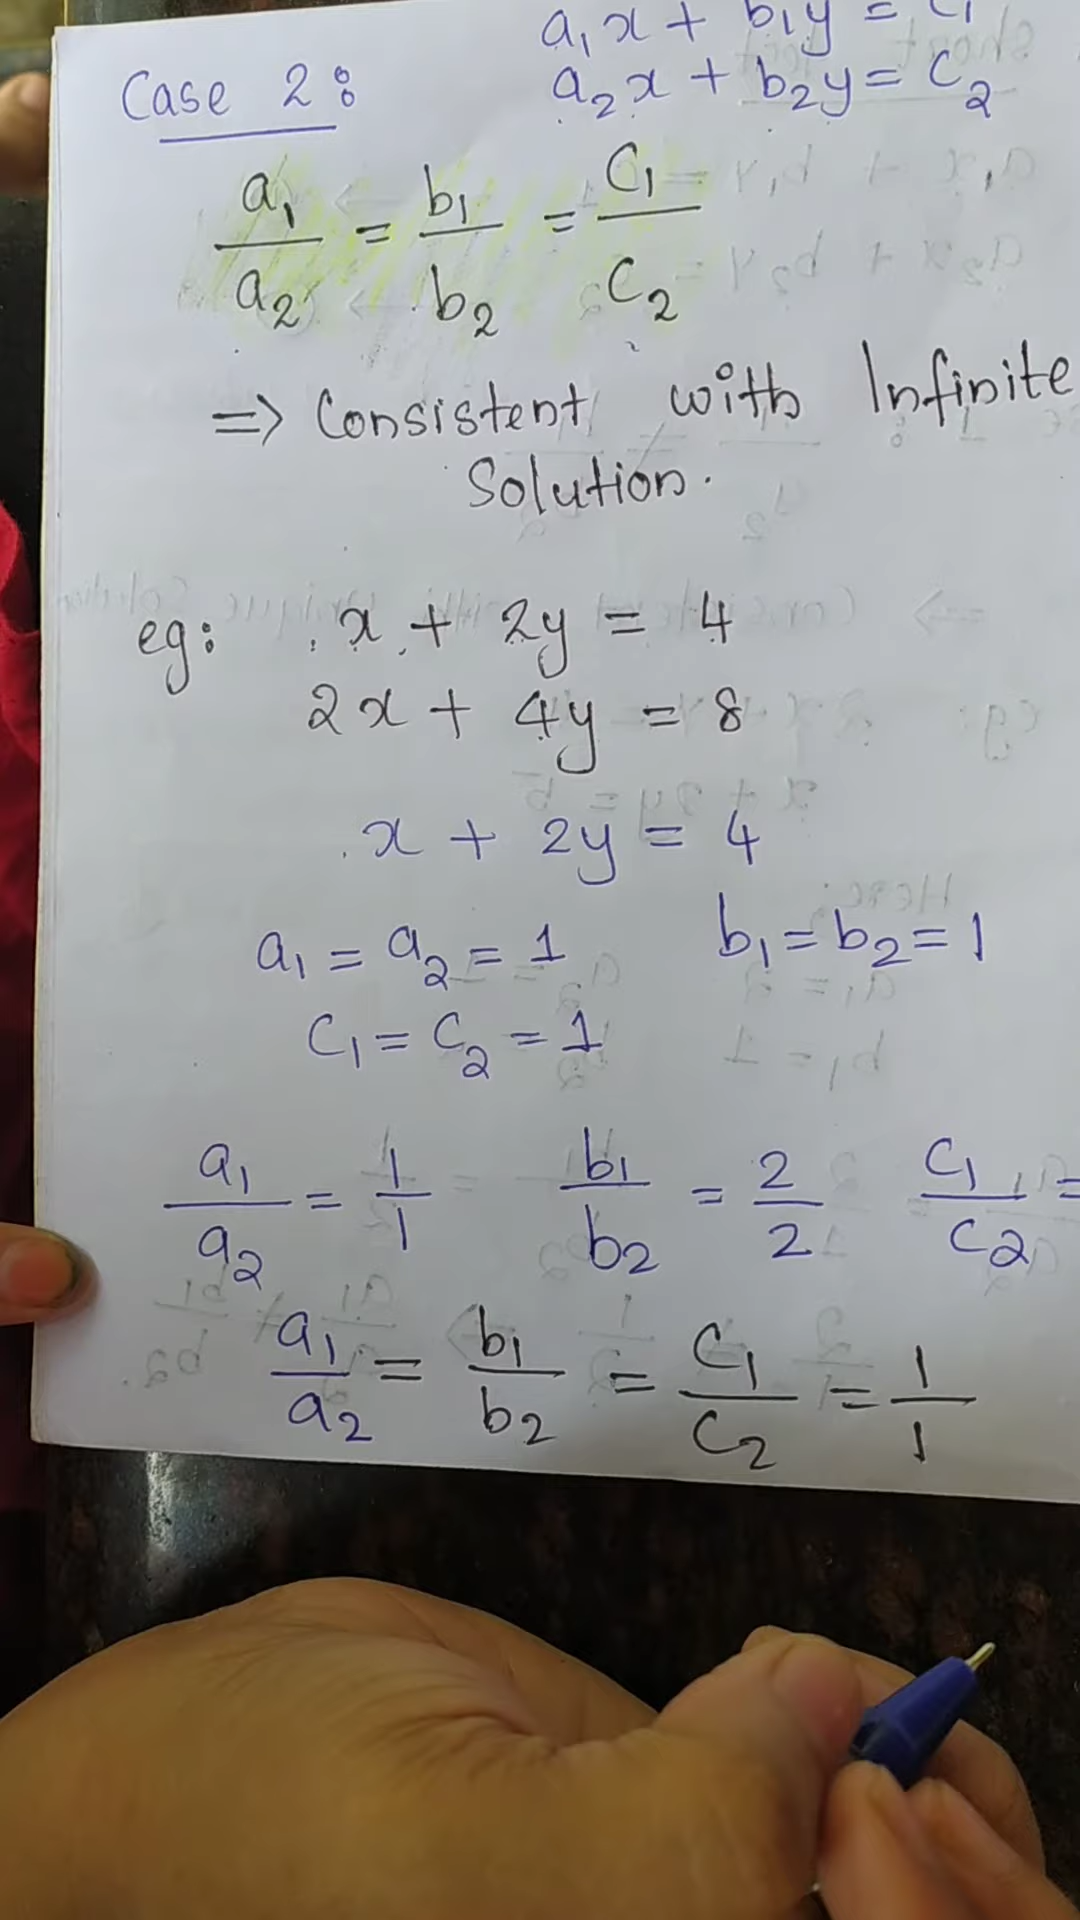 a₁x + b₁y = c₁
Case 2: a₂x + b₂y = c₂
a₁/a₂ = b₁/b₂ = c₁/c₂
=> Consistent with Infinite
Solution.
eg: x + 2y = 4
2x + 4y = 8
x + 2y = 4
a₁ = a₂ = 1 b₁ = b₂ = 1
c₁ = c₂ = 1
a₁/a₂ = 1/1 b₁/b₂ = 2/2 c₁/c₂ =
a₁/a₂ = b₁/b₂ = c₁/c₂ = 1/1